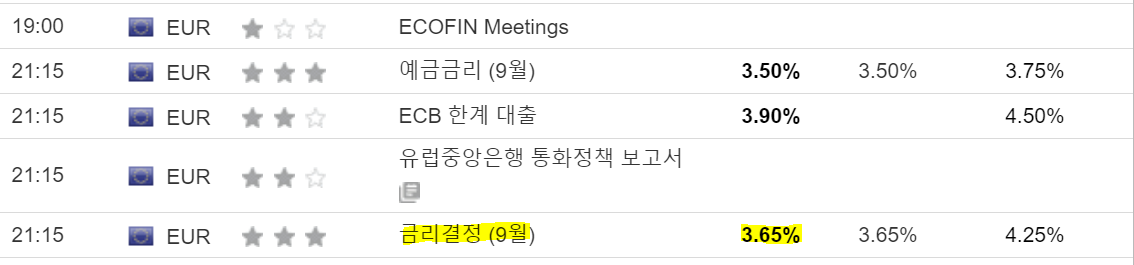 19:00 EUR ECOFIN Meetings
21:15 EUR 예금금리 (9월) 3.50% 3.50% 3.75%
21:15 EUR ECB 한계 대출 3.90% 4.50%
21:15 EUR 유럽중앙은행 통화정책 보고서
21:15 EUR 금리결정 (9월) 3.65% 3.65% 4.25%